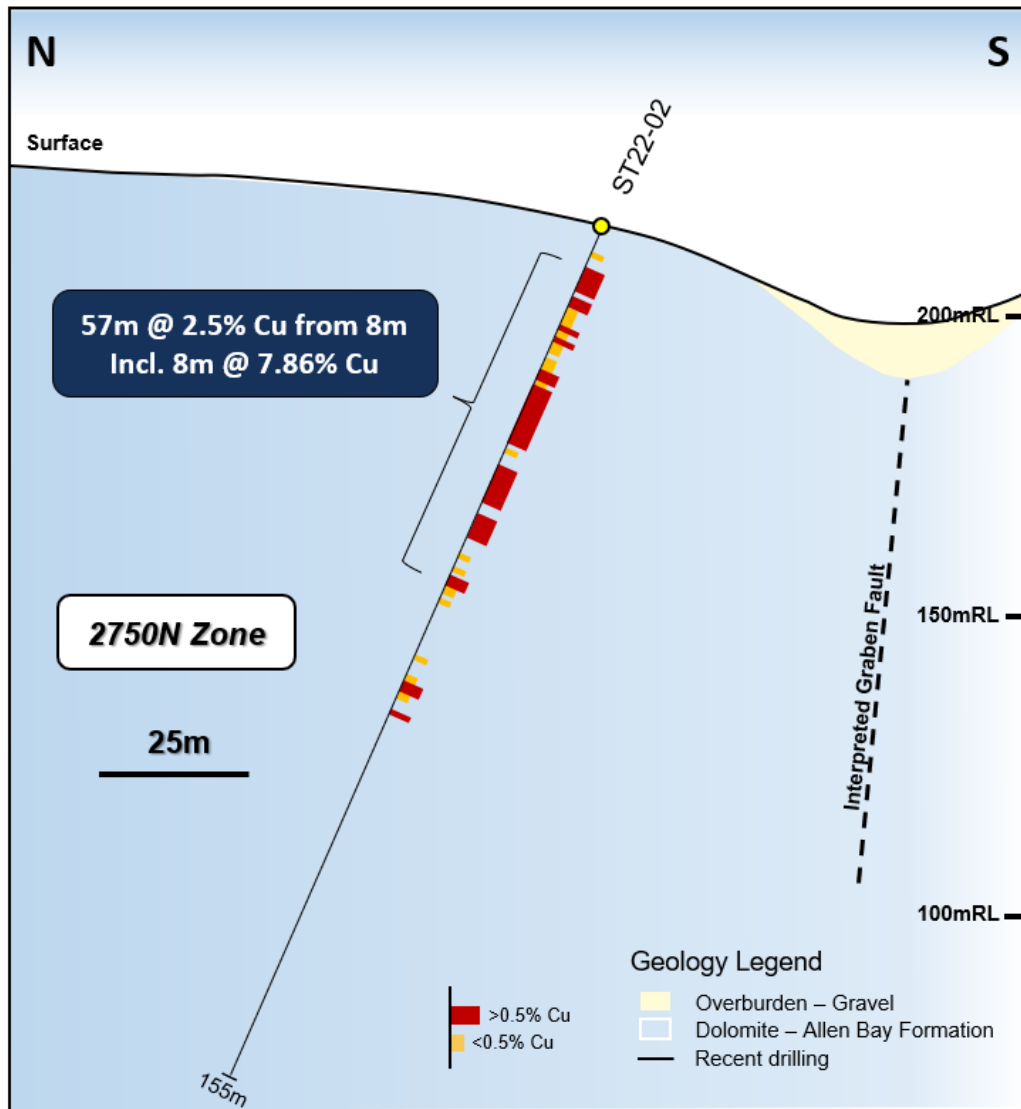 N
S
Surface
ST22-02
57m @ 2.5% Cu from 8m
Incl. 8m @ 7.86% Cu
200mRL
2750N Zone
150mRL
25m
Interpreted Graben Fault
100mRL
Geology Legend
>0.5% Cu
<0.5% Cu
Overburden – Gravel
Dolomite – Allen Bay Formation
Recent drilling
155m